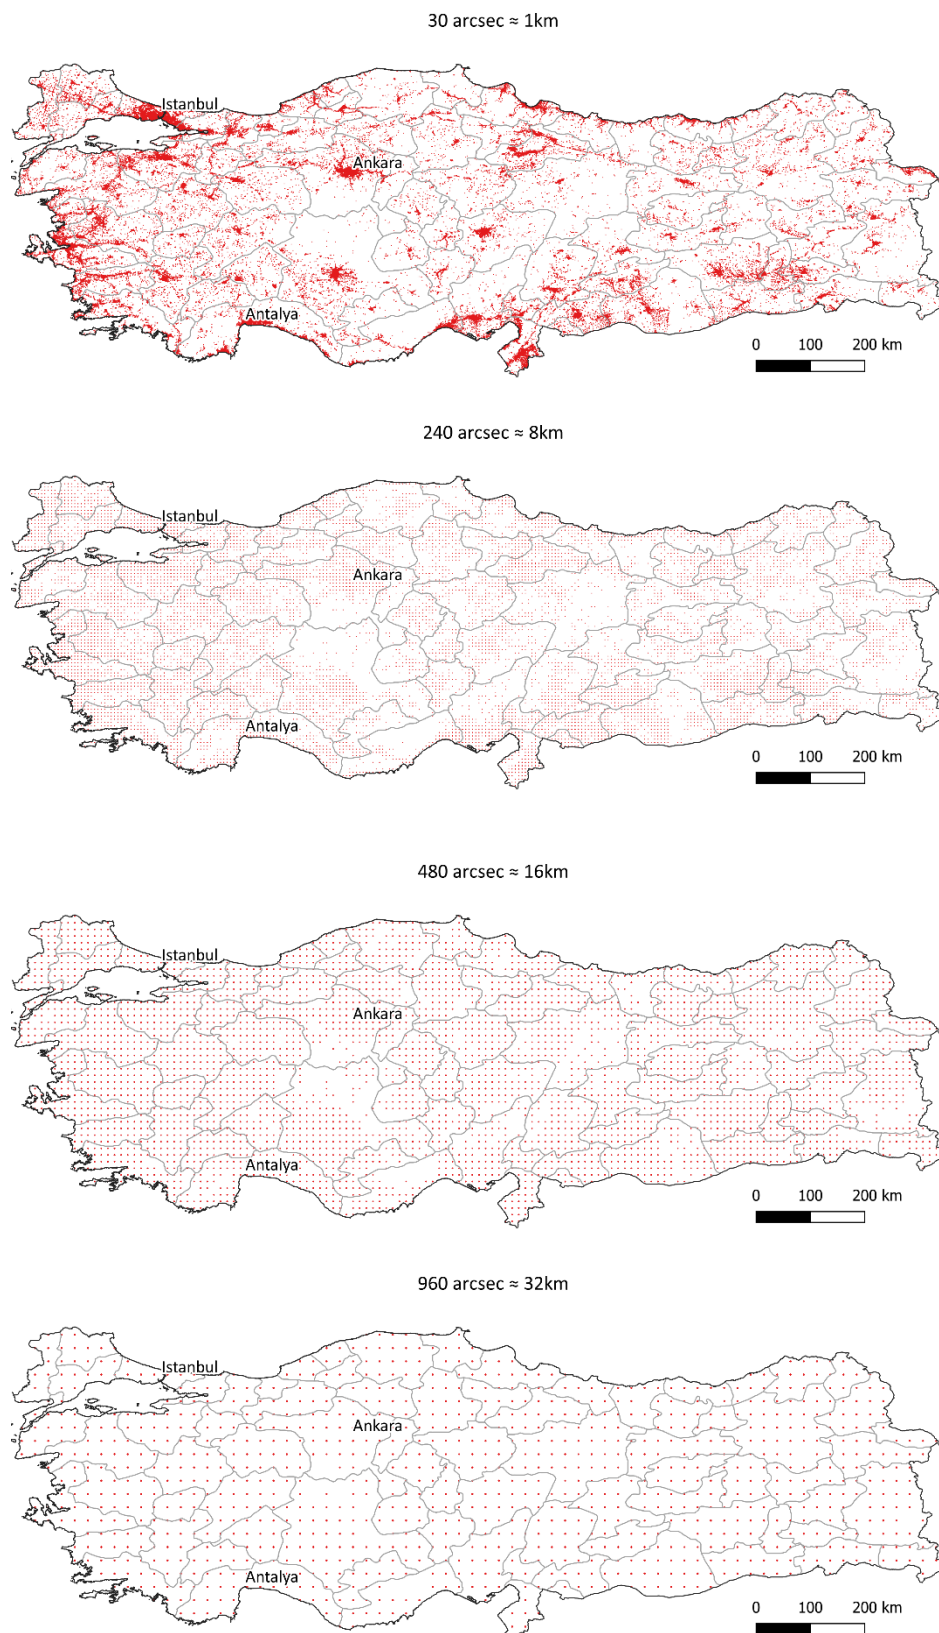 30 arcsec ≈ 1km
Istanbul
Ankara
Antalya
0 100 200 km
240 arcsec ≈ 8km
Istanbul
Ankara
Antalya
0 100 200 km
480 arcsec ≈ 16km
Istanbul
Ankara
Antalya
0 100 200 km
960 arcsec ≈ 32km
Istanbul
Ankara
Antalya
0 100 200 km